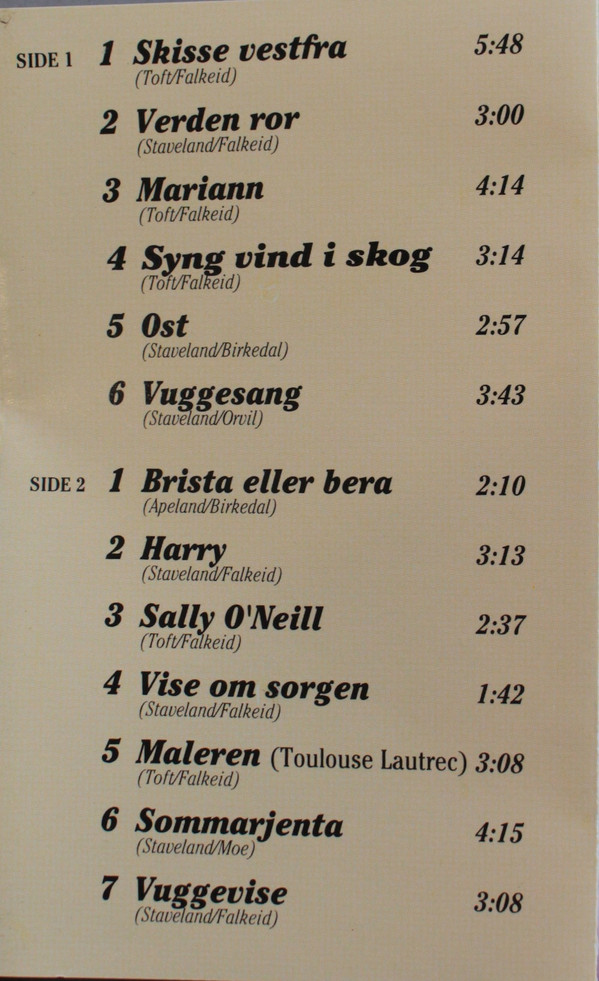 SIDE 1 1 Skisse vestfra 5:48
(Toft/Falkeid)
2 Verden ror 3:00
(Staveland/Falkeid)
3 Mariann 4:14
(Toft/Falkeid)
4 Syng vind i skog 3:14
(Toft/Falkeid)
5 Ost 2:57
(Staveland/Birkedal)
6 Vuggesang 3:43
(Staveland/Orvil)
SIDE 2 1 Brista eller bera 2:10
(Apeland/Birkedal)
2 Harry 3:13
(Staveland/Falkeid)
3 Sally O'Neill 2:37
(Toft/Falkeid)
4 Vise om sorgen 1:42
(Staveland/Falkeid)
5 Maleren (Toulouse Lautrec) 3:08
(Toft/Falkeid)
6 Sommarjenta 4:15
(Staveland/Moe)
7 Vuggevise 3:08
(Staveland/Falkeid)